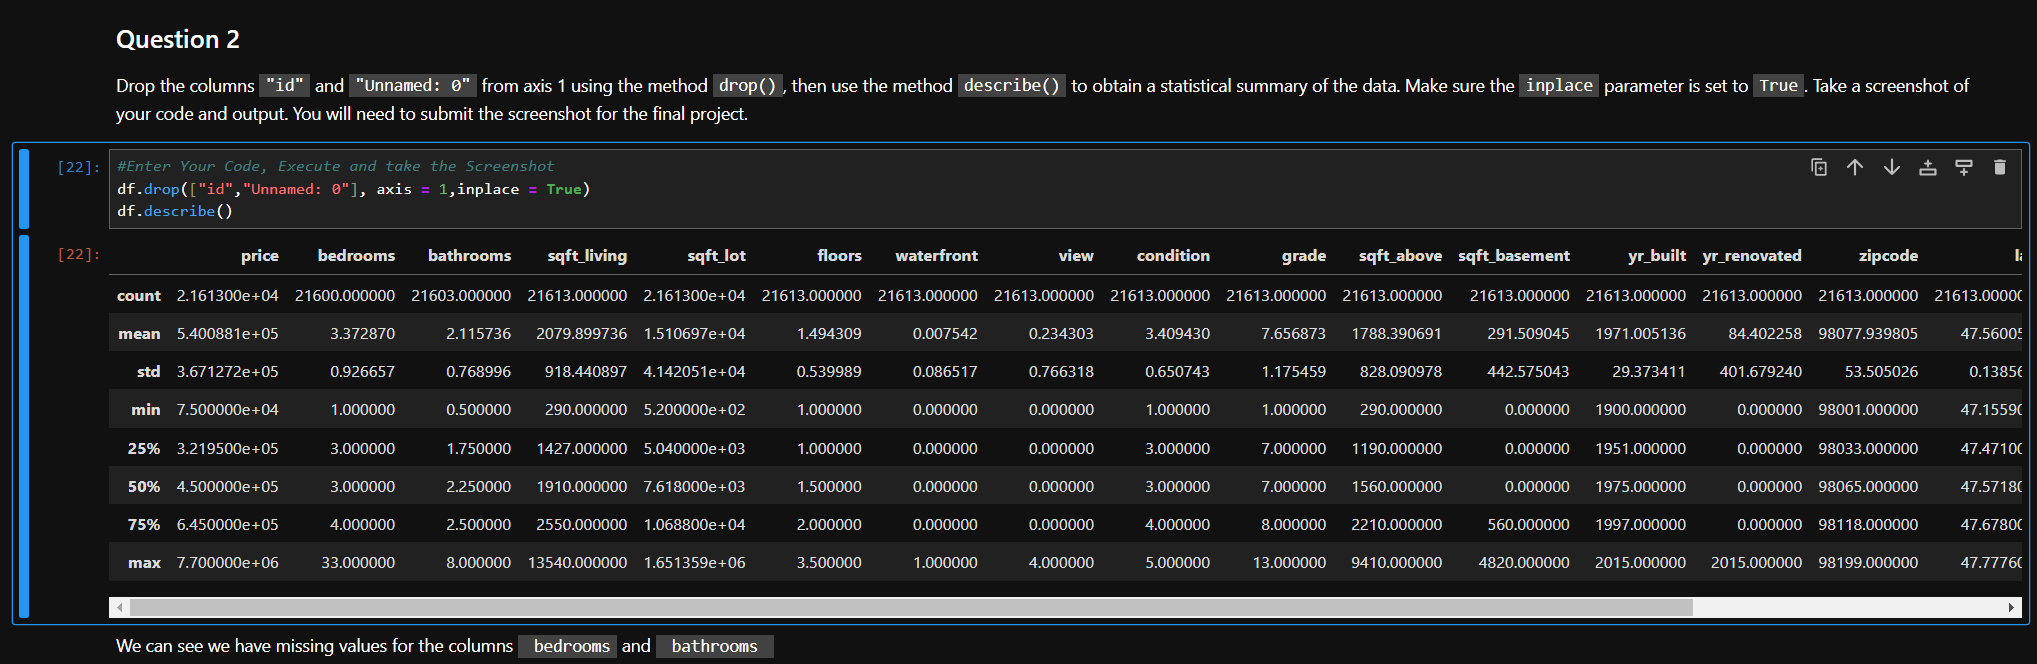 Question 2
Drop the columns "id" and "Unnamed: 0" from axis 1 using the method drop(), then use the method describe() to obtain a statistical summary of the data. Make sure the inplace parameter is set to True. Take a screenshot of
your code and output. You will need to submit the screenshot for the final project.
[22]: #Enter Your Code, Execute and take the Screenshot
df.drop(["id","Unnamed: 0"], axis = 1,inplace = True)
df.describe()
[22]: price bedrooms bathrooms sqft_living sqft_lot floors waterfront view condition grade sqft_above sqft_basement yr_built yr_renovated zipcode
count 2.161300e+04 21600.000000 21603.000000 21613.000000 2.161300e+04 21613.000000 21613.000000 21613.000000 21613.000000 21613.000000 21613.000000 21613.000000 21613.000000 21613.000000 21613.000000 21613.00000
mean 5.400881e+05 3.372870 2.115736 2079.899736 1.510697e+04 1.494309 0.007542 0.234303 3.409430 7.656873 1788.390691 291.509045 1971.005136 84.402258 98077.939805 47.56005
std 3.671272e+05 0.926657 0.768996 918.440897 4.142051e+04 0.539989 0.086517 0.766318 0.650743 1.175459 828.090978 442.575043 29.373411 401.679240 53.505026 0.13856
min 7.500000e+04 1.000000 0.500000 290.000000 5.200000e+02 1.000000 0.000000 0.000000 1.000000 1.000000 290.000000 0.000000 1900.000000 0.000000 98001.000000 47.15590
25% 3.219500e+05 3.000000 1.750000 1427.000000 5.040000e+03 1.000000 0.000000 0.000000 3.000000 7.000000 1190.000000 0.000000 1951.000000 0.000000 98033.000000 47.47100
50% 4.500000e+05 3.000000 2.250000 1910.000000 7.618000e+03 1.500000 0.000000 0.000000 3.000000 7.000000 1560.000000 0.000000 1975.000000 0.000000 98065.000000 47.57180
75% 6.450000e+05 4.000000 2.500000 2550.000000 1.068800e+04 2.000000 0.000000 0.000000 4.000000 8.000000 2210.000000 560.000000 1997.000000 0.000000 98118.000000 47.67800
max 7.700000e+06 33.000000 8.000000 13540.000000 1.651359e+06 3.500000 1.000000 4.000000 5.000000 13.000000 9410.000000 4820.000000 2015.000000 2015.000000 98199.000000 47.77760
We can see we have missing values for the columns bedrooms and bathrooms